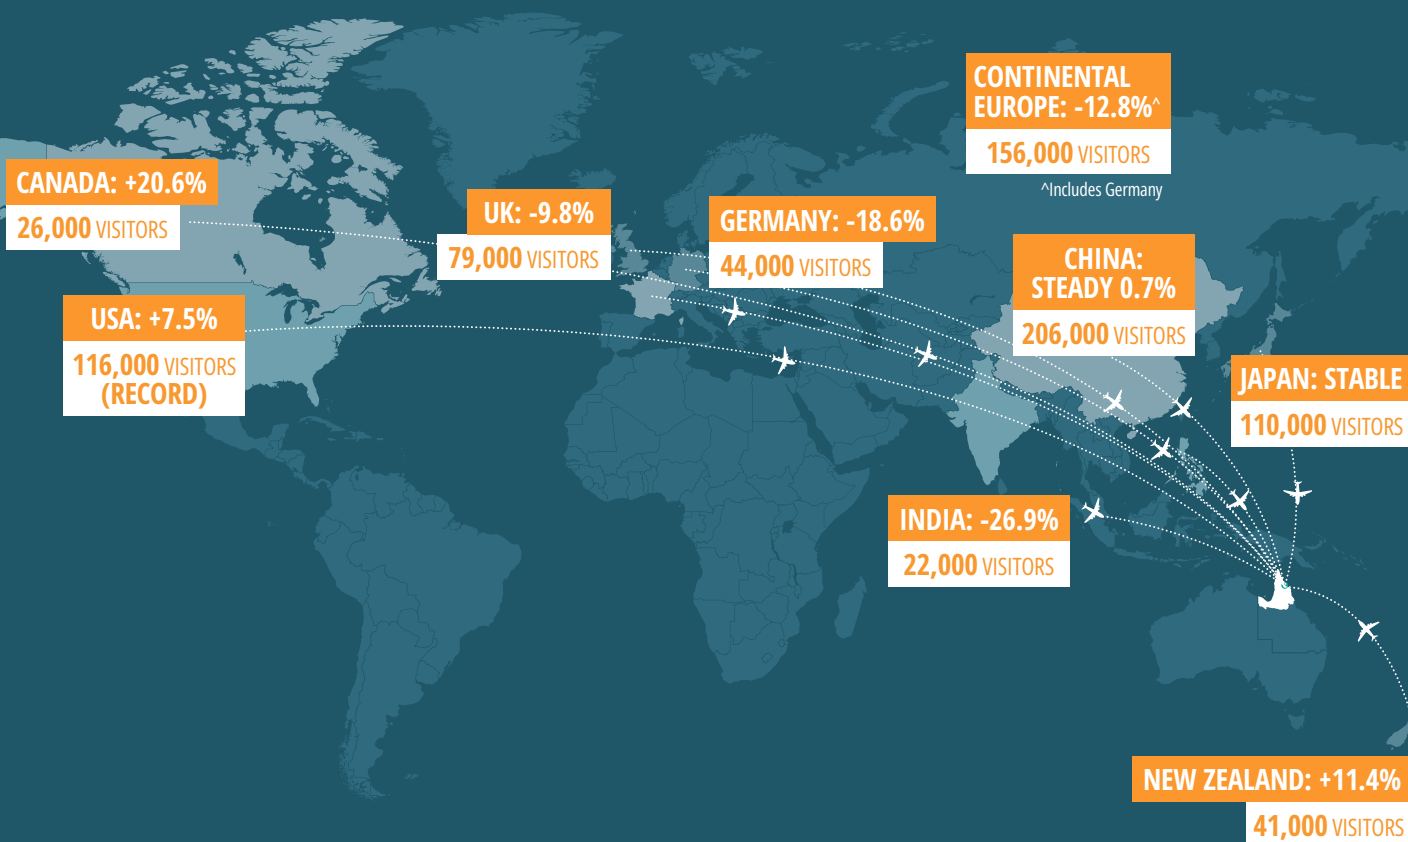 CONTINENTAL
EUROPE: -12.8%^
156,000 VISITORS
^Includes Germany
CANADA: +20.6%
26,000 VISITORS
UK: -9.8%
79,000 VISITORS
GERMANY: -18.6%
44,000 VISITORS
CHINA:
STEADY 0.7%
206,000 VISITORS
USA: +7.5%
116,000 VISITORS
(RECORD)
JAPAN: STABLE
110,000 VISITORS
INDIA: -26.9%
22,000 VISITORS
NEW ZEALAND: +11.4%
41,000 VISITORS